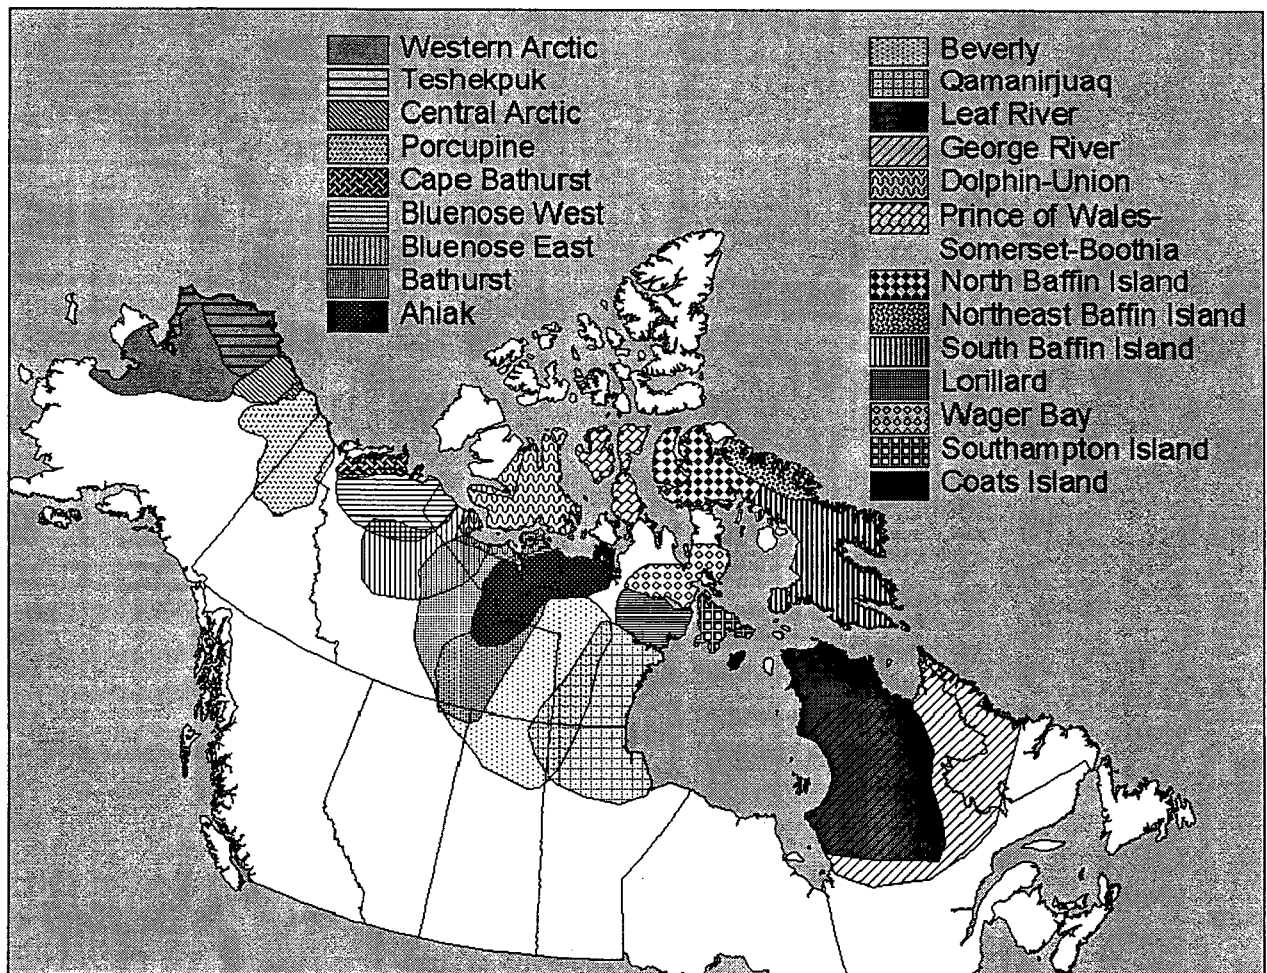 Western Arctic
Teshekpuk
Central Arctic
Porcupine
Cape Bathurst
Bluenose West
Bluenose East
Bathurst
Ahiak
Beverly
Qamanirjuaq
Leaf River
George River
Dolphin-Union
Prince of Wales-
Somerset-Boothia
North Baffin Island
Northeast Baffin Island
South Baffin Island
Lorillard
Wager Bay
Southampton Island
Coats Island